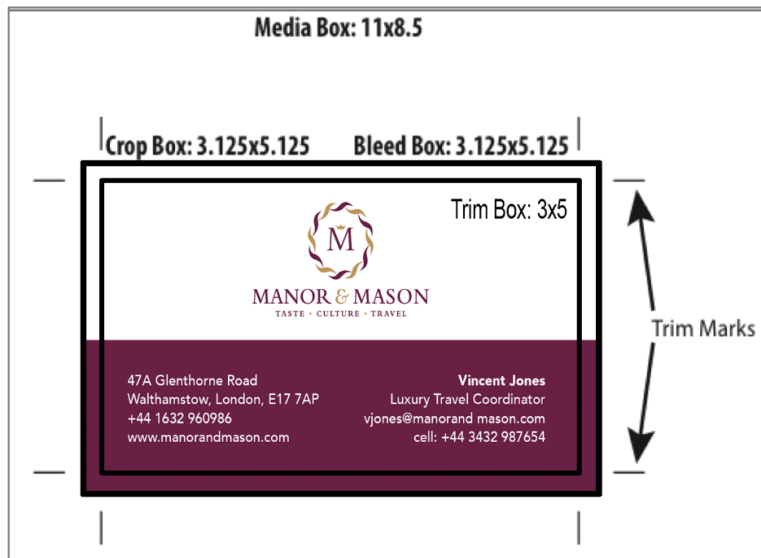 Media Box: 11x8.5
Crop Box: 3.125x5.125
Bleed Box: 3.125x5.125
Trim Box: 3x5
M
MANOR & MASON
TASTE · CULTURE · TRAVEL
Trim Marks
47A Glenthorne Road
Walthamstow, London, E17 7AP
+44 1632 960986
www.manorandmason.com
Vincent Jones
Luxury Travel Coordinator
vjones@manorand mason.com
cell: +44 3432 987654